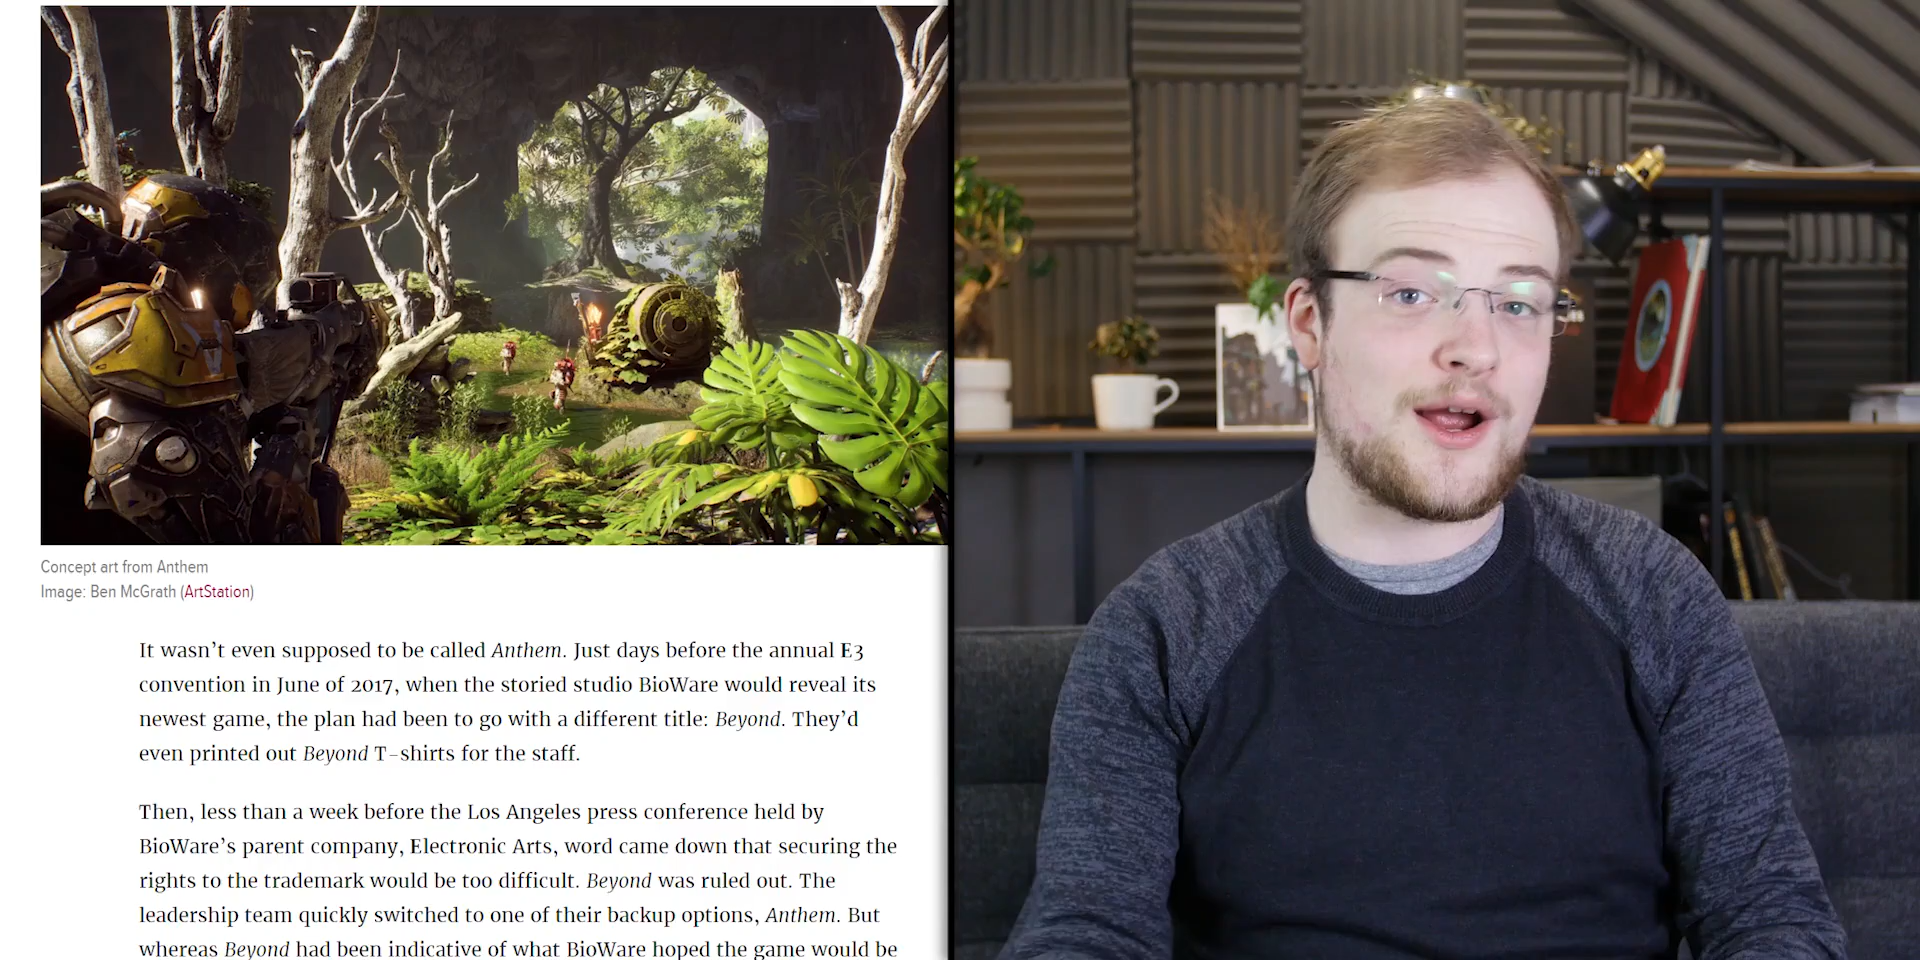 Concept art from Anthem
Image: Ben McGrath (ArtStation)
It wasn’t even supposed to be called Anthem. Just days before the annual E3
convention in June of 2017, when the storied studio BioWare would reveal its
newest game, the plan had been to go with a different title: Beyond. They’d
even printed out Beyond T-shirts for the staff.
Then, less than a week before the Los Angeles press conference held by
BioWare’s parent company, Electronic Arts, word came down that securing the
rights to the trademark would be too difficult. Beyond was ruled out. The
leadership team quickly switched to one of their backup options, Anthem. But
whereas Beyond had been indicative of what BioWare hoped the game would be